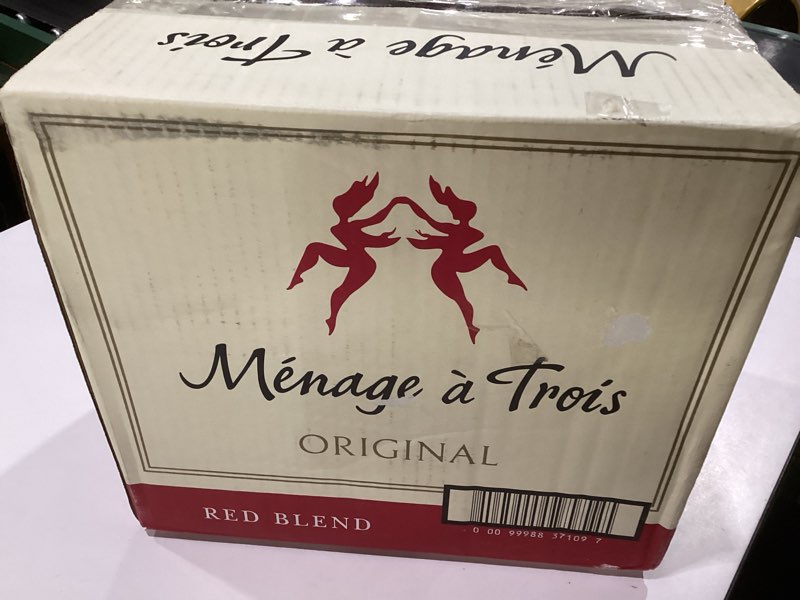 Ménage à Trois
Ménage à Trois
ORIGINAL
RED BLEND
0 00 99988 37109 7